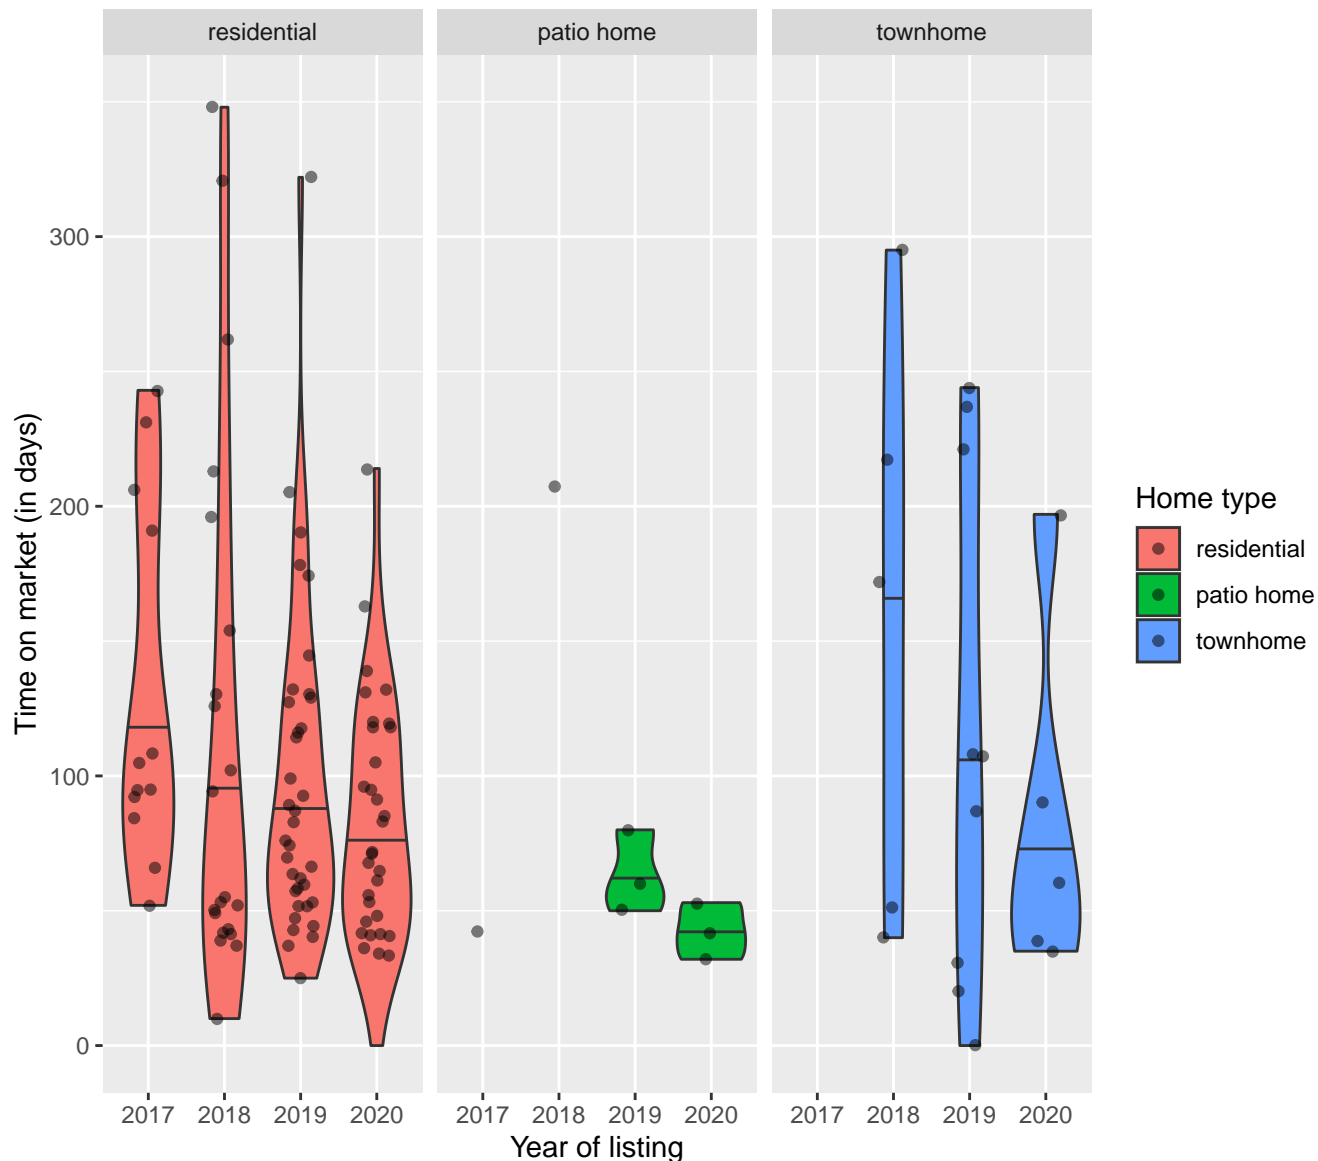 residential
patio home
townhome
Time on market (in days)
300
200
100
0
2017 2018 2019 2020
2017 2018 2019 2020
2017 2018 2019 2020
Year of listing
Home type
residential
patio home
townhome